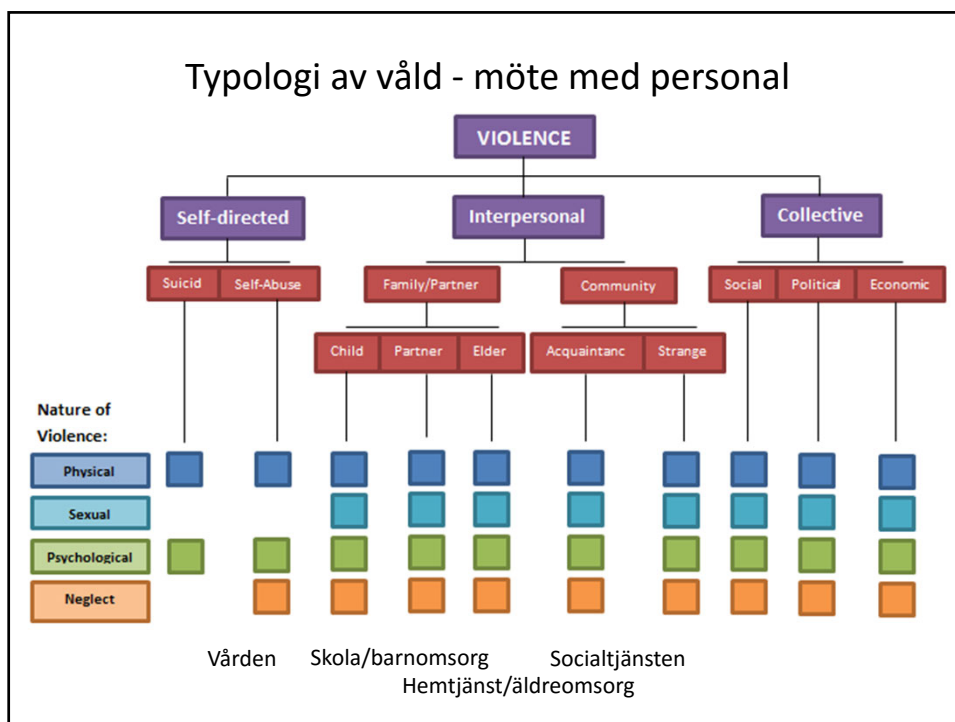 Typologi av våld - möte med personal
VIOLENCE
Self-directed
Interpersonal
Collective
Suicid
Self-Abuse
Family/Partner
Community
Social
Political
Economic
Child
Partner
Elder
Acquaintanc
Strange
Nature of
Violence:
Physical
Sexual
Psychological
Neglect
Vården
Skola/barnomsorg
Socialtjänsten
Hemtjänst/äldreomsorg